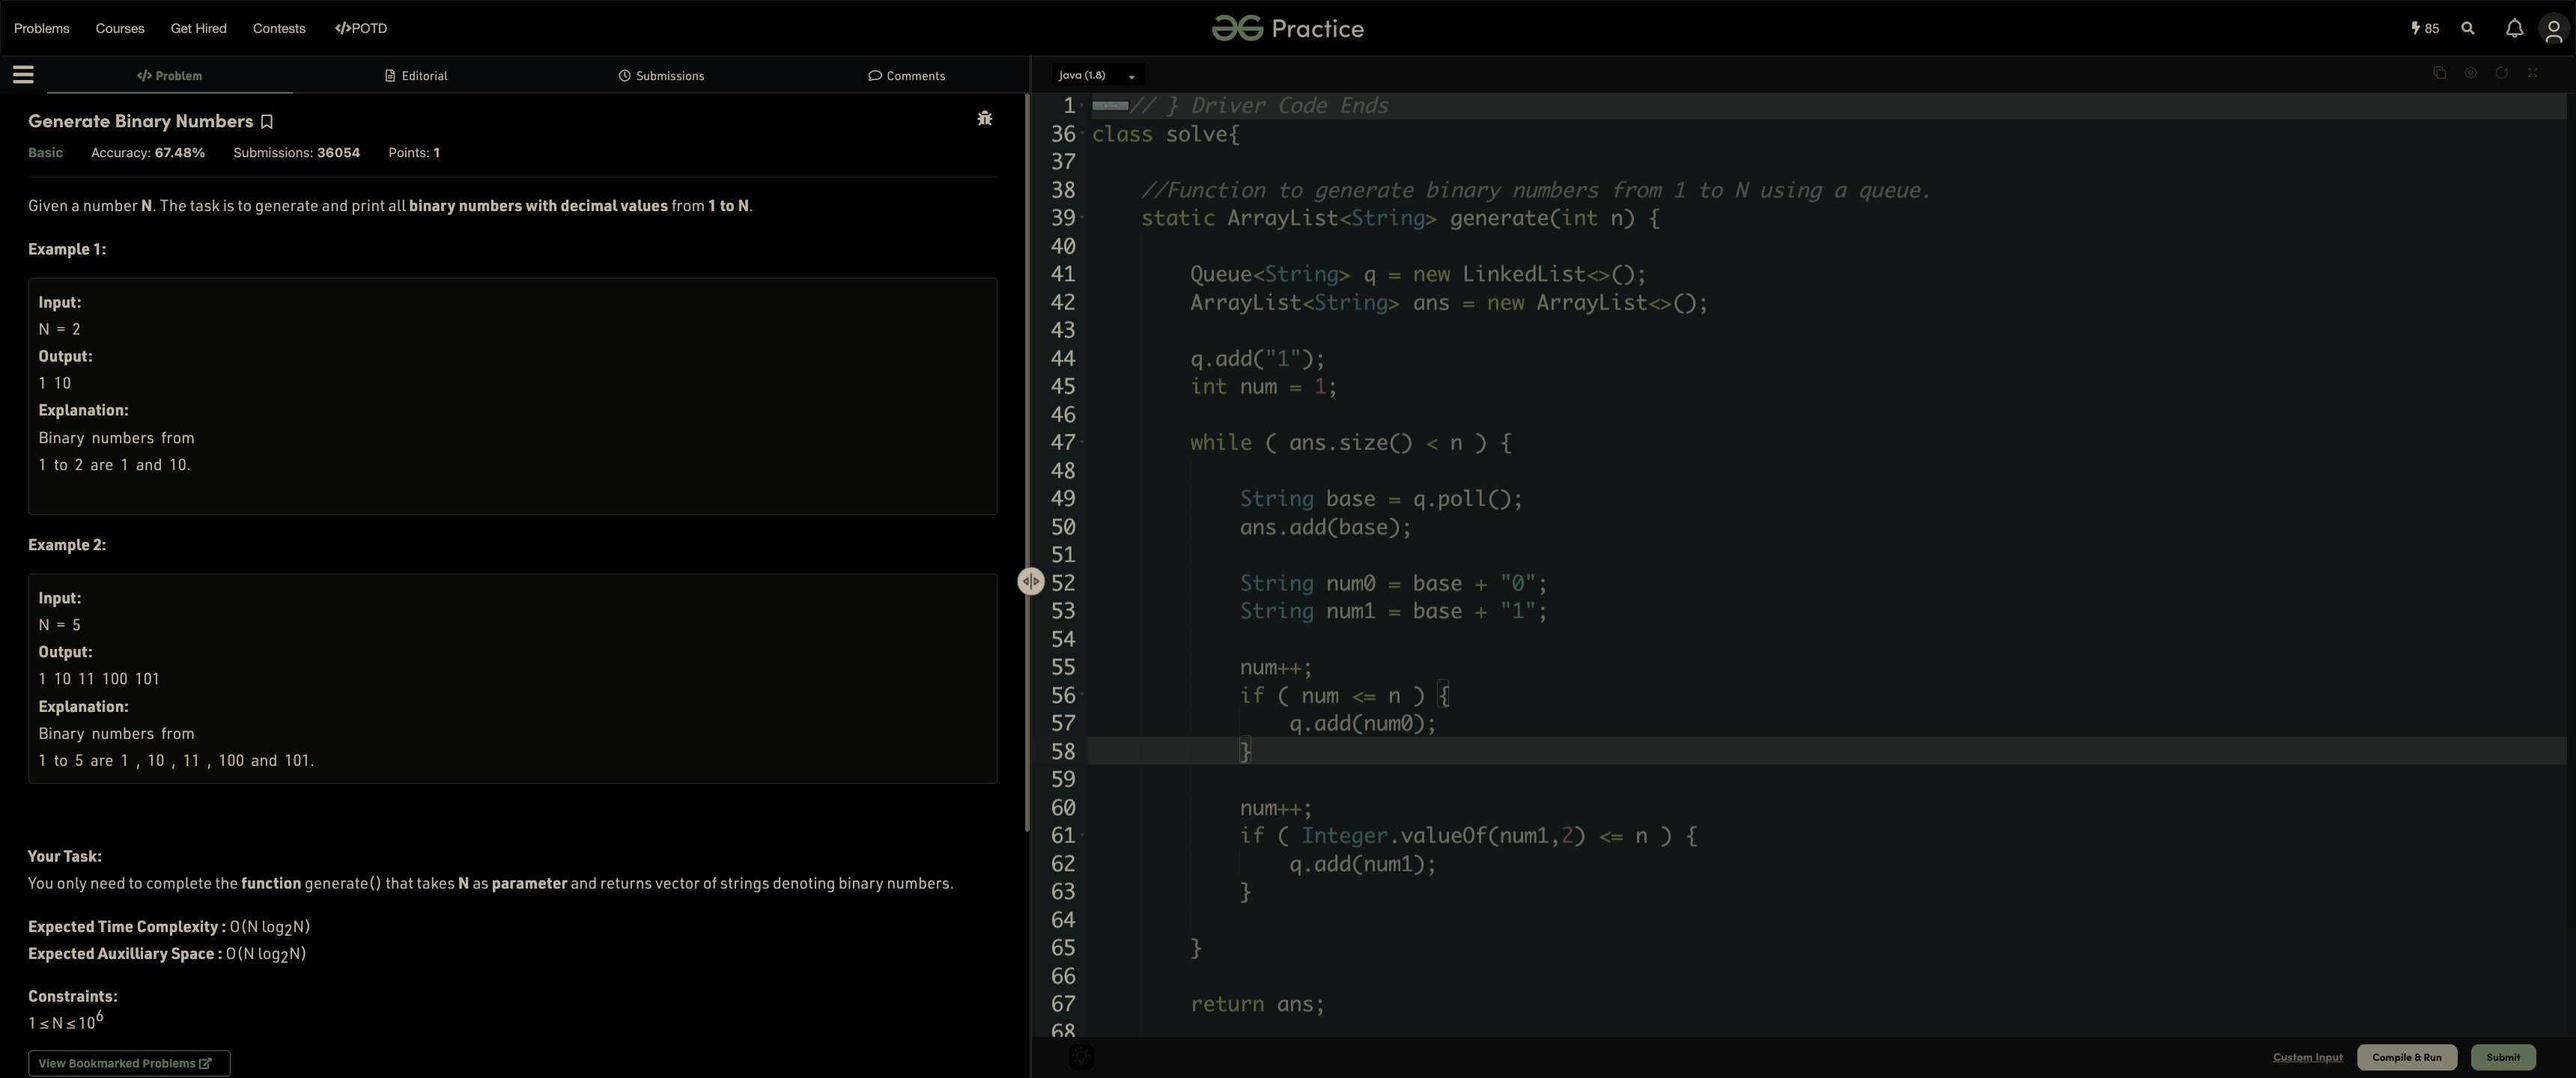 Problems Courses Get Hired Contests </>POTD
Practice
85
</> Problem Editorial Submissions Comments
Generate Binary Numbers
Basic Accuracy: 67.48% Submissions: 36054 Points: 1
Given a number N. The task is to generate and print all binary numbers with decimal values from 1 to N.
Example 1:
Input:
N = 2
Output:
1 10
Explanation:
Binary numbers from
1 to 2 are 1 and 10.
Example 2:
Input:
N = 5
Output:
1 10 11 100 101
Explanation:
Binary numbers from
1 to 5 are 1 , 10 , 11 , 100 and 101.
Your Task:
You only need to complete the function generate() that takes N as parameter and returns vector of strings denoting binary numbers.
Expected Time Complexity : O(N log2N)
Expected Auxilliary Space : O(N log2N)
Constraints:
1 ≤ N ≤ 10^6
View Bookmarked Problems
Java (1.8)
1 // } Driver Code Ends
36 class solve{
37
38 //Function to generate binary numbers from 1 to N using a queue.
39 static ArrayList<String> generate(int n) {
40
41 Queue<String> q = new LinkedList<>();
42 ArrayList<String> ans = new ArrayList<>();
43
44 q.add("1");
45 int num = 1;
46
47 while ( ans.size() < n ) {
48
49 String base = q.poll();
50 ans.add(base);
51
52 String num0 = base + "0";
53 String num1 = base + "1";
54
55 num++;
56 if ( num <= n ) {
57 q.add(num0);
58 }
59
60 num++;
61 if ( Integer.valueOf(num1,2) <= n ) {
62 q.add(num1);
63 }
64
65 }
66
67 return ans;
68
Custom Input Compile & Run Submit